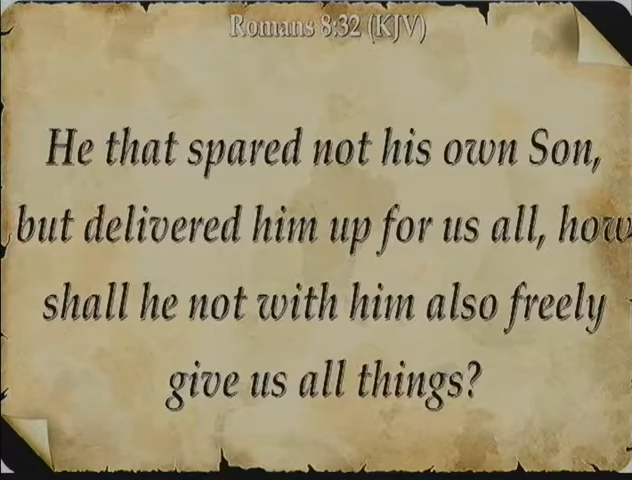 Romans 8:32 (KJV)
He that spared not his own Son,
but delivered him up for us all, how
shall he not with him also freely
give us all things?